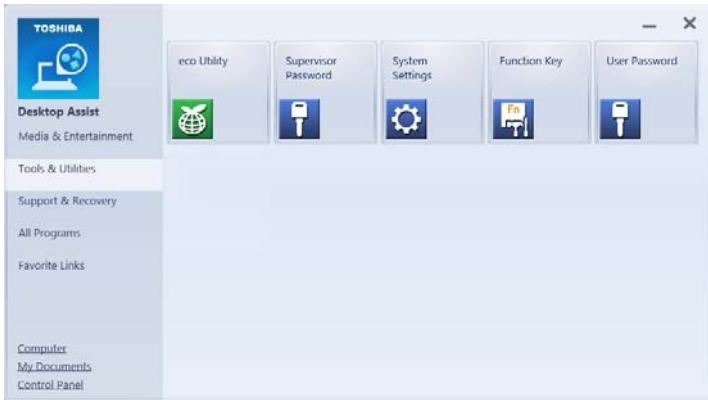 TOSHIBA
Desktop Assist
Media & Entertainment
Tools & Utilities
Support & Recovery
All Programs
Favorite Links
Computer
My Documents
Control Panel
eco Utility
Supervisor
Password
System
Settings
Function Key
Fn
User Password